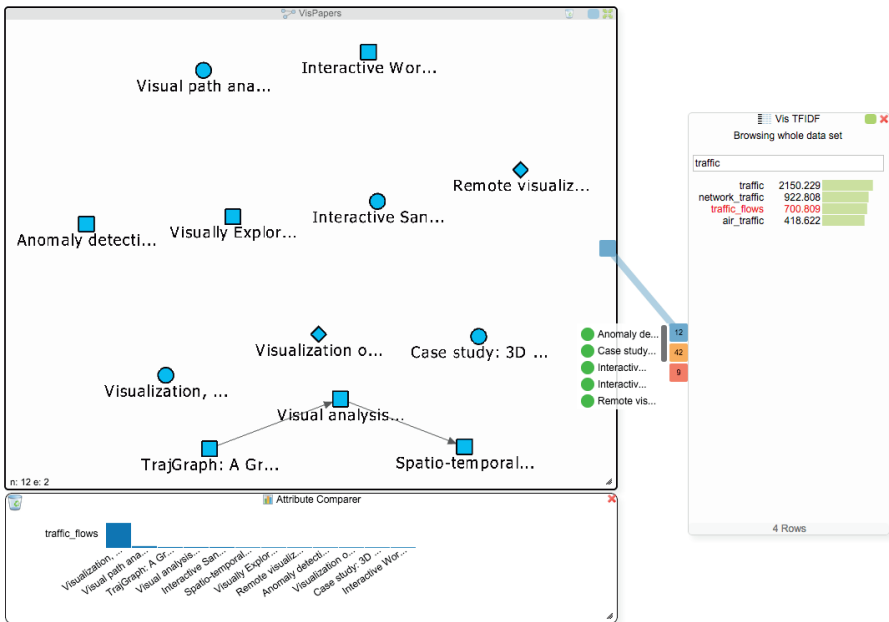 VisPapers
Visual path ana...
Interactive Wor...
Remote visualiz...
Anomaly detecti...
Visually Explor...
Interactive San...
Visualization o...
Case study: 3D ...
Visualization, ...
Visual analysis...
TrajGraph: A Gr...
Spatio-temporal...
n: 12 e: 2
Anomaly de...
Case study...
Interactiv...
Interactiv...
Remote vis...
12
42
9
Vis TFIDF
Browsing whole data set
traffic
traffic 2150.229
network_traffic 922.808
traffic_flows 700.809
air_traffic 418.622
4 Rows
Attribute Comparer
traffic_flows
Visualization, ...
Visual path ana...
TrajGraph: A Gr...
Visual analysis...
Interactive San...
Spatio-temporal...
Visually Explor...
Remote visualiz...
Anomaly detecti...
Visualization o...
Case study: 3D ...
Interactive Wor...